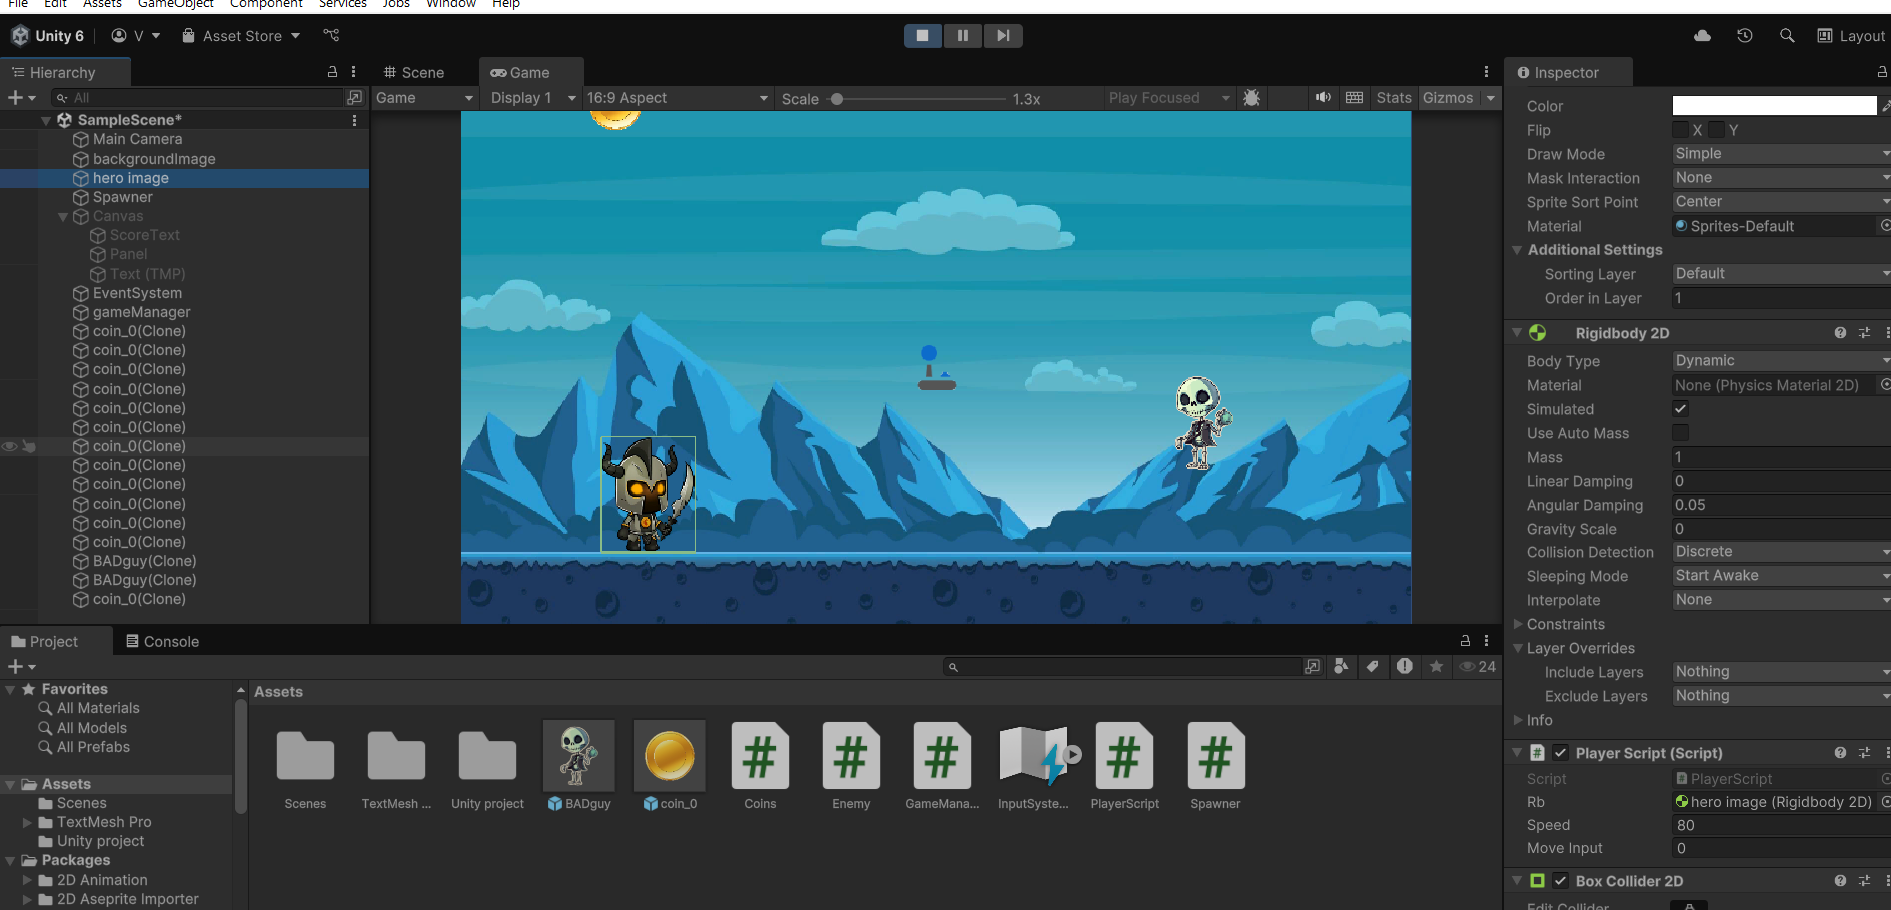 File Edit Assets GameObject Component Services Jobs Window Help
Unity 6 V Asset Store Layout
Hierarchy
All
SampleScene*
Main Camera
backgroundImage
hero image
Spawner
Canvas
ScoreText
Panel
Text (TMP)
EventSystem
gameManager
coin_0(Clone)
coin_0(Clone)
coin_0(Clone)
coin_0(Clone)
coin_0(Clone)
coin_0(Clone)
coin_0(Clone)
coin_0(Clone)
coin_0(Clone)
coin_0(Clone)
coin_0(Clone)
coin_0(Clone)
BADguy(Clone)
BADguy(Clone)
coin_0(Clone)
Scene Game
Game Display 1 16:9 Aspect Scale 1.3x Play Focused Stats Gizmos
Inspector
Color
Flip X Y
Draw Mode Simple
Mask Interaction None
Sprite Sort Point Center
Material Sprites-Default
Additional Settings
Sorting Layer Default
Order in Layer 1
Rigidbody 2D
Body Type Dynamic
Material None (Physics Material 2D)
Simulated
Use Auto Mass
Mass 1
Linear Damping 0
Angular Damping 0.05
Gravity Scale 0
Collision Detection Discrete
Sleeping Mode Start Awake
Interpolate None
Constraints
Layer Overrides
Include Layers Nothing
Exclude Layers Nothing
Info
Player Script (Script)
Script PlayerScript
Rb hero image (Rigidbody 2D)
Speed 80
Move Input 0
Box Collider 2D
Edit Collider
Project Console
24
Favorites
All Materials
All Models
All Prefabs
Assets
Scenes
TextMesh Pro
Unity project
Packages
2D Animation
2D Aseprite Importer
Assets
Scenes TextMesh ... Unity project BADguy coin_0 Coins Enemy GameMana... InputSyste... PlayerScript Spawner